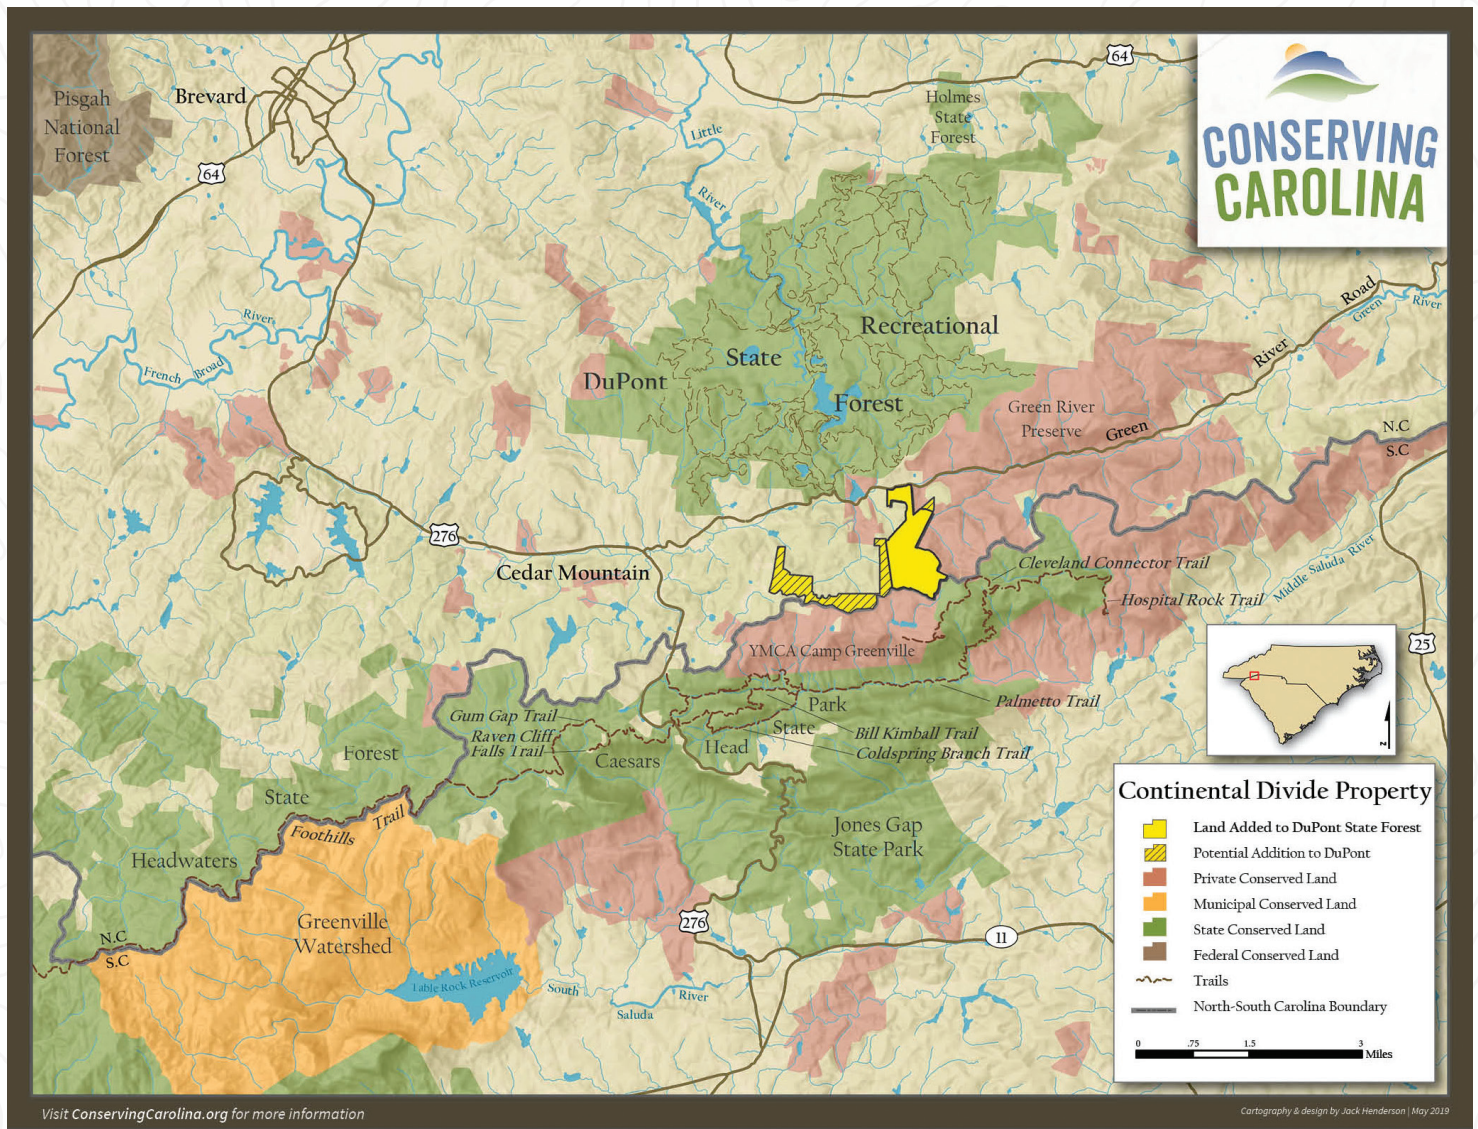 Pisgah
National
Forest
Brevard
64
64
Holmes
State
Forest
Little
River
CONSERVING
CAROLINA
River
French Broad
DuPont
State
Recreational
Forest
Green River
Preserve
Green
River
Road
Green
River
N.C
S.C
276
Cedar Mountain
Cleveland Connector Trail
Hospital Rock Trail
Middle Saluda River
25
YMCA Camp Greenville
Palmetto Trail
Gum Gap Trail
Raven Cliff
Falls Trail
Park
State
Head
Caesars
Bill Kimball Trail
Coldspring Branch Trail
Forest
State
Headwaters
Foothills Trail
Jones Gap
State Park
Greenville
Watershed
N.C
S.C
Table Rock Reservoir
South
Saluda
River
276
11
N
Continental Divide Property
Land Added to DuPont State Forest
Potential Addition to DuPont
Private Conserved Land
Municipal Conserved Land
State Conserved Land
Federal Conserved Land
Trails
North-South Carolina Boundary
0 .75 1.5 3
Miles
Visit ConservingCarolina.org for more information
Cartography & design by Jack Henderson | May 2019